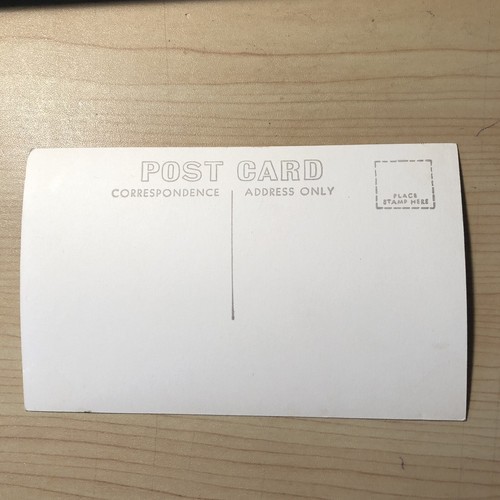 POST CARD
CORRESPONDENCE
ADDRESS ONLY
PLACE
STAMP HERE